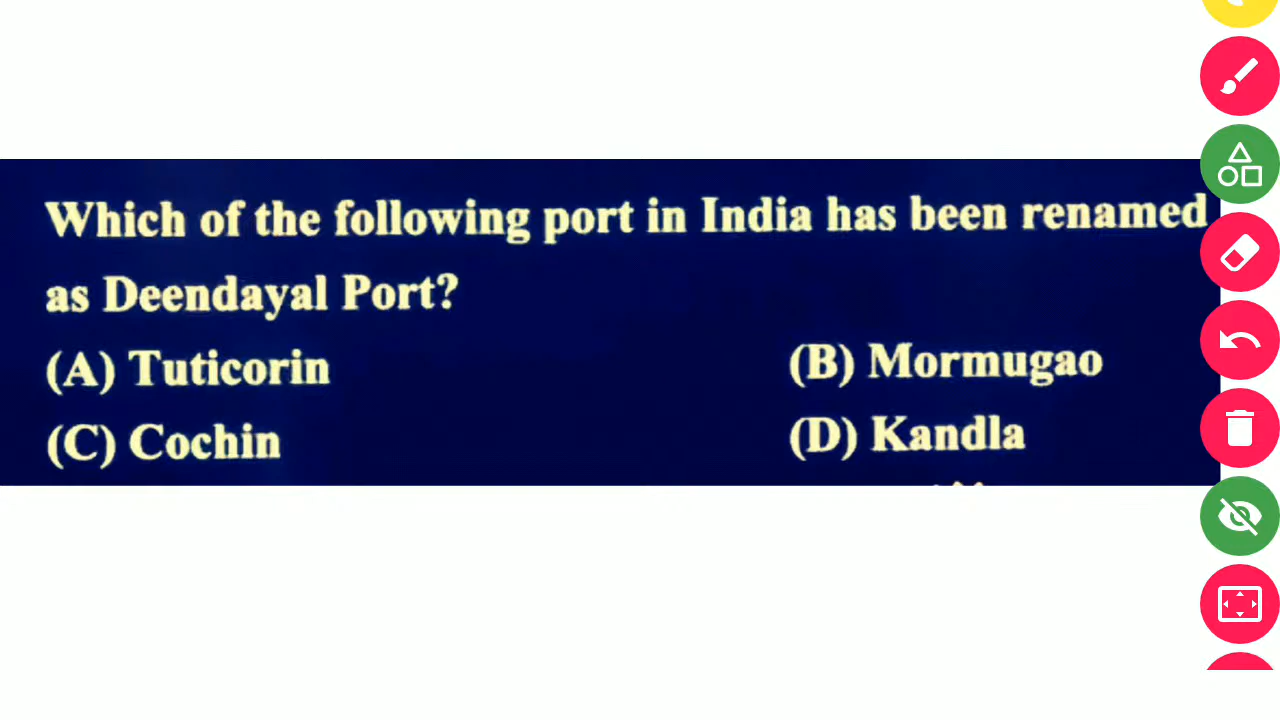 Which of the following port in India has been renamed
as Deendayal Port?
(A) Tuticorin
(B) Mormugao
(C) Cochin
(D) Kandla